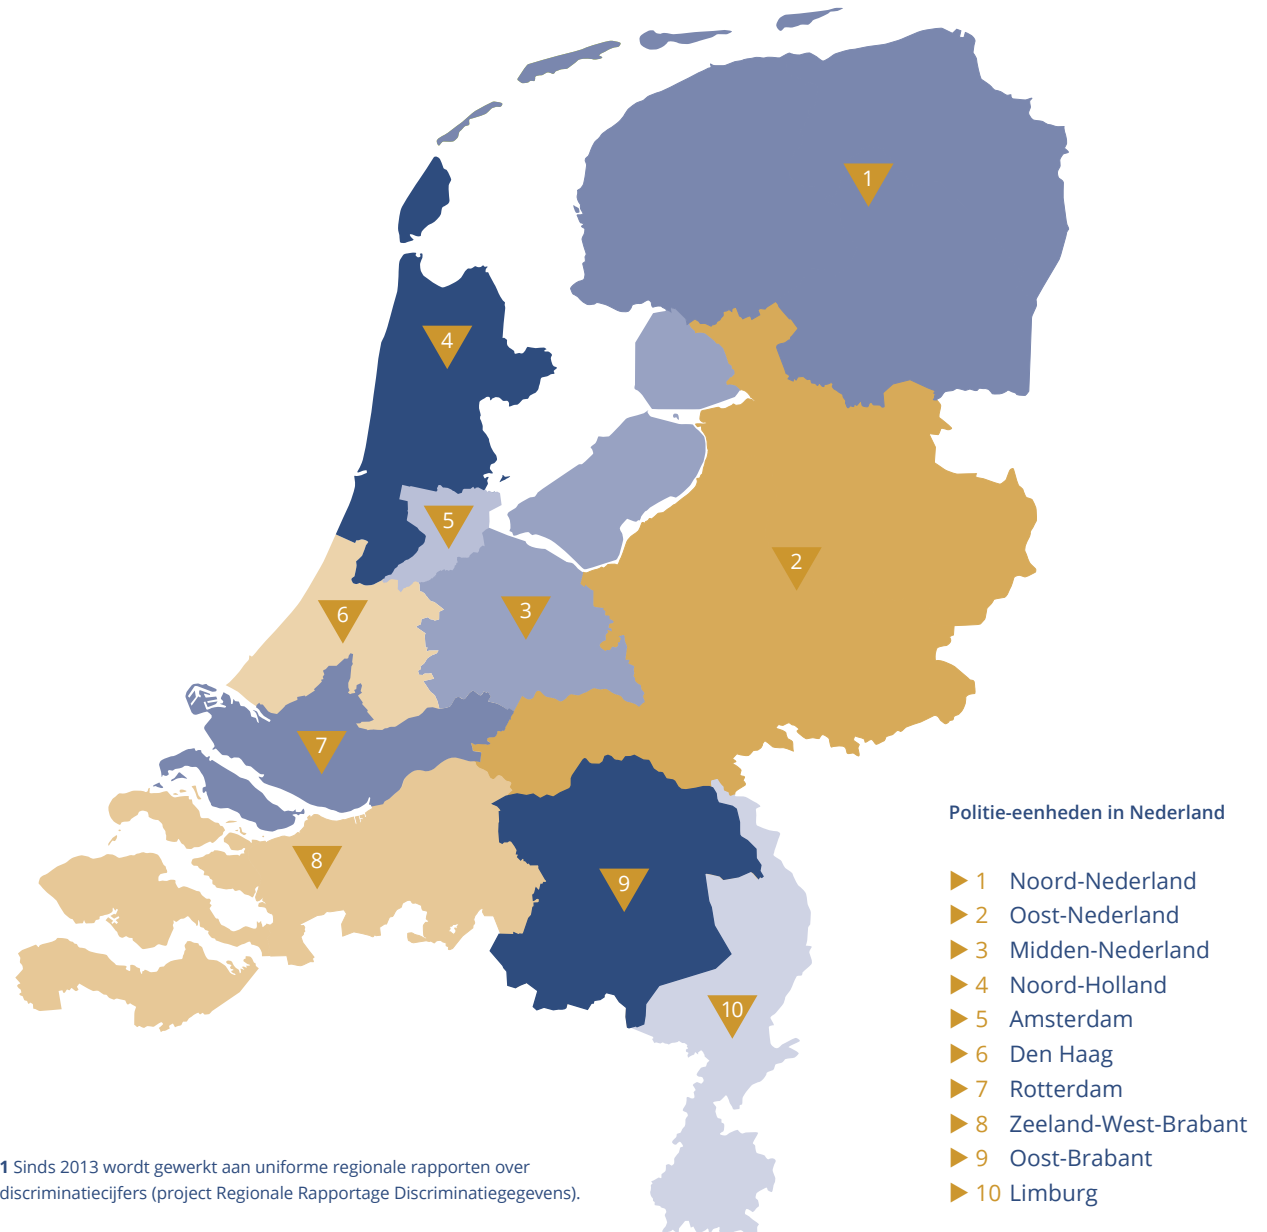 1
4
5
2
3
6
7
8
9
10
Politie-eenheden in Nederland
1 Noord-Nederland
2 Oost-Nederland
3 Midden-Nederland
4 Noord-Holland
5 Amsterdam
6 Den Haag
7 Rotterdam
8 Zeeland-West-Brabant
9 Oost-Brabant
10 Limburg
1 Sinds 2013 wordt gewerkt aan uniforme regionale rapporten over
discriminatiecijfers (project Regionale Rapportage Discriminatiegegevens).